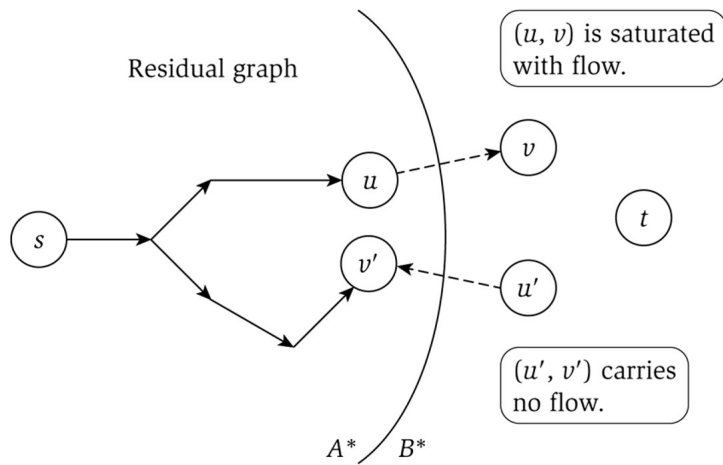 (u, v) is saturated
with flow.
Residual graph
v
u
t
s
v′
u′
(u′, v′) carries
no flow.
A* B*